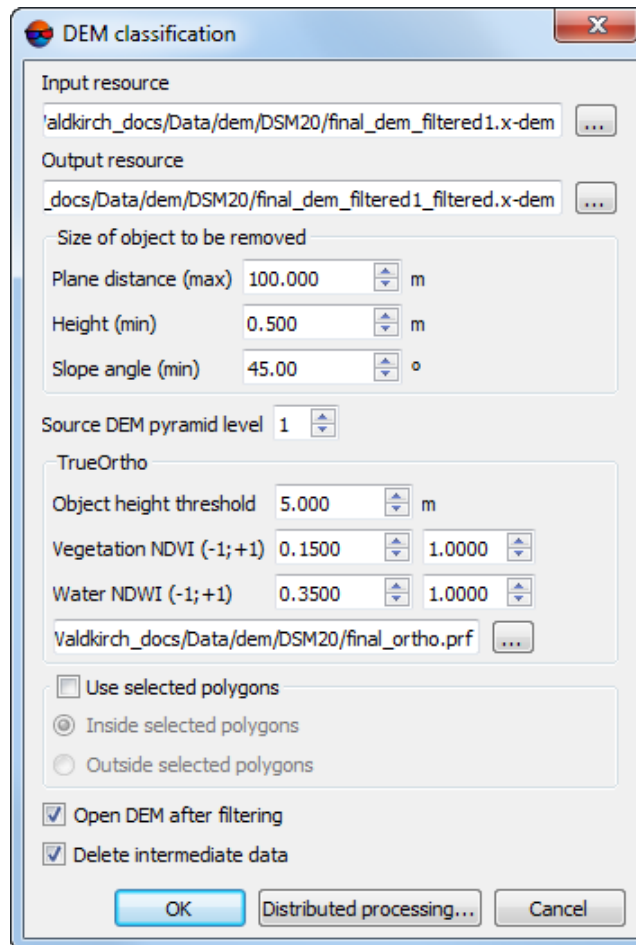 DEM classification
Input resource
'aldkirch_docs/Data/dem/DSM20/final_dem_filtered1.x-dem ...
Output resource
_docs/Data/dem/DSM20/final_dem_filtered1_filtered.x-dem ...
Size of object to be removed
Plane distance (max) 100.000 m
Height (min) 0.500 m
Slope angle (min) 45.00 °
Source DEM pyramid level 1
TrueOrtho
Object height threshold 5.000 m
Vegetation NDVI (-1;+1) 0.1500 1.0000
Water NDWI (-1;+1) 0.3500 1.0000
Valdkirch_docs/Data/dem/DSM20/final_ortho.prf ...
Use selected polygons
Inside selected polygons
Outside selected polygons
Open DEM after filtering
Delete intermediate data
OK Distributed processing... Cancel